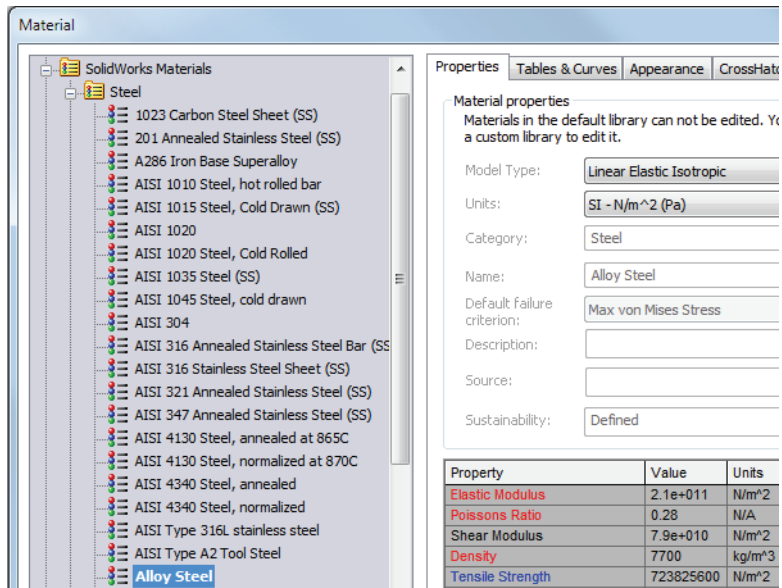 Material
SolidWorks Materials
Steel
1023 Carbon Steel Sheet (SS)
201 Annealed Stainless Steel (SS)
A286 Iron Base Superalloy
AISI 1010 Steel, hot rolled bar
AISI 1015 Steel, Cold Drawn (SS)
AISI 1020
AISI 1020 Steel, Cold Rolled
AISI 1035 Steel (SS)
AISI 1045 Steel, cold drawn
AISI 304
AISI 316 Annealed Stainless Steel Bar (SS
AISI 316 Stainless Steel Sheet (SS)
AISI 321 Annealed Stainless Steel (SS)
AISI 347 Annealed Stainless Steel (SS)
AISI 4130 Steel, annealed at 865C
AISI 4130 Steel, normalized at 870C
AISI 4340 Steel, annealed
AISI 4340 Steel, normalized
AISI Type 316L stainless steel
AISI Type A2 Tool Steel
Alloy Steel
Properties Tables & Curves Appearance CrossHatc
Material properties
Materials in the default library can not be edited. Yo
a custom library to edit it.
Model Type: Linear Elastic Isotropic
Units: SI - N/m^2 (Pa)
Category: Steel
Name: Alloy Steel
Default failure
criterion: Max von Mises Stress
Description:
Source:
Sustainability: Defined
Property Value Units
Elastic Modulus 2.1e+011 N/m^2
Poissons Ratio 0.28 N/A
Shear Modulus 7.9e+010 N/m^2
Density 7700 kg/m^3
Tensile Strength 723825600 N/m^2